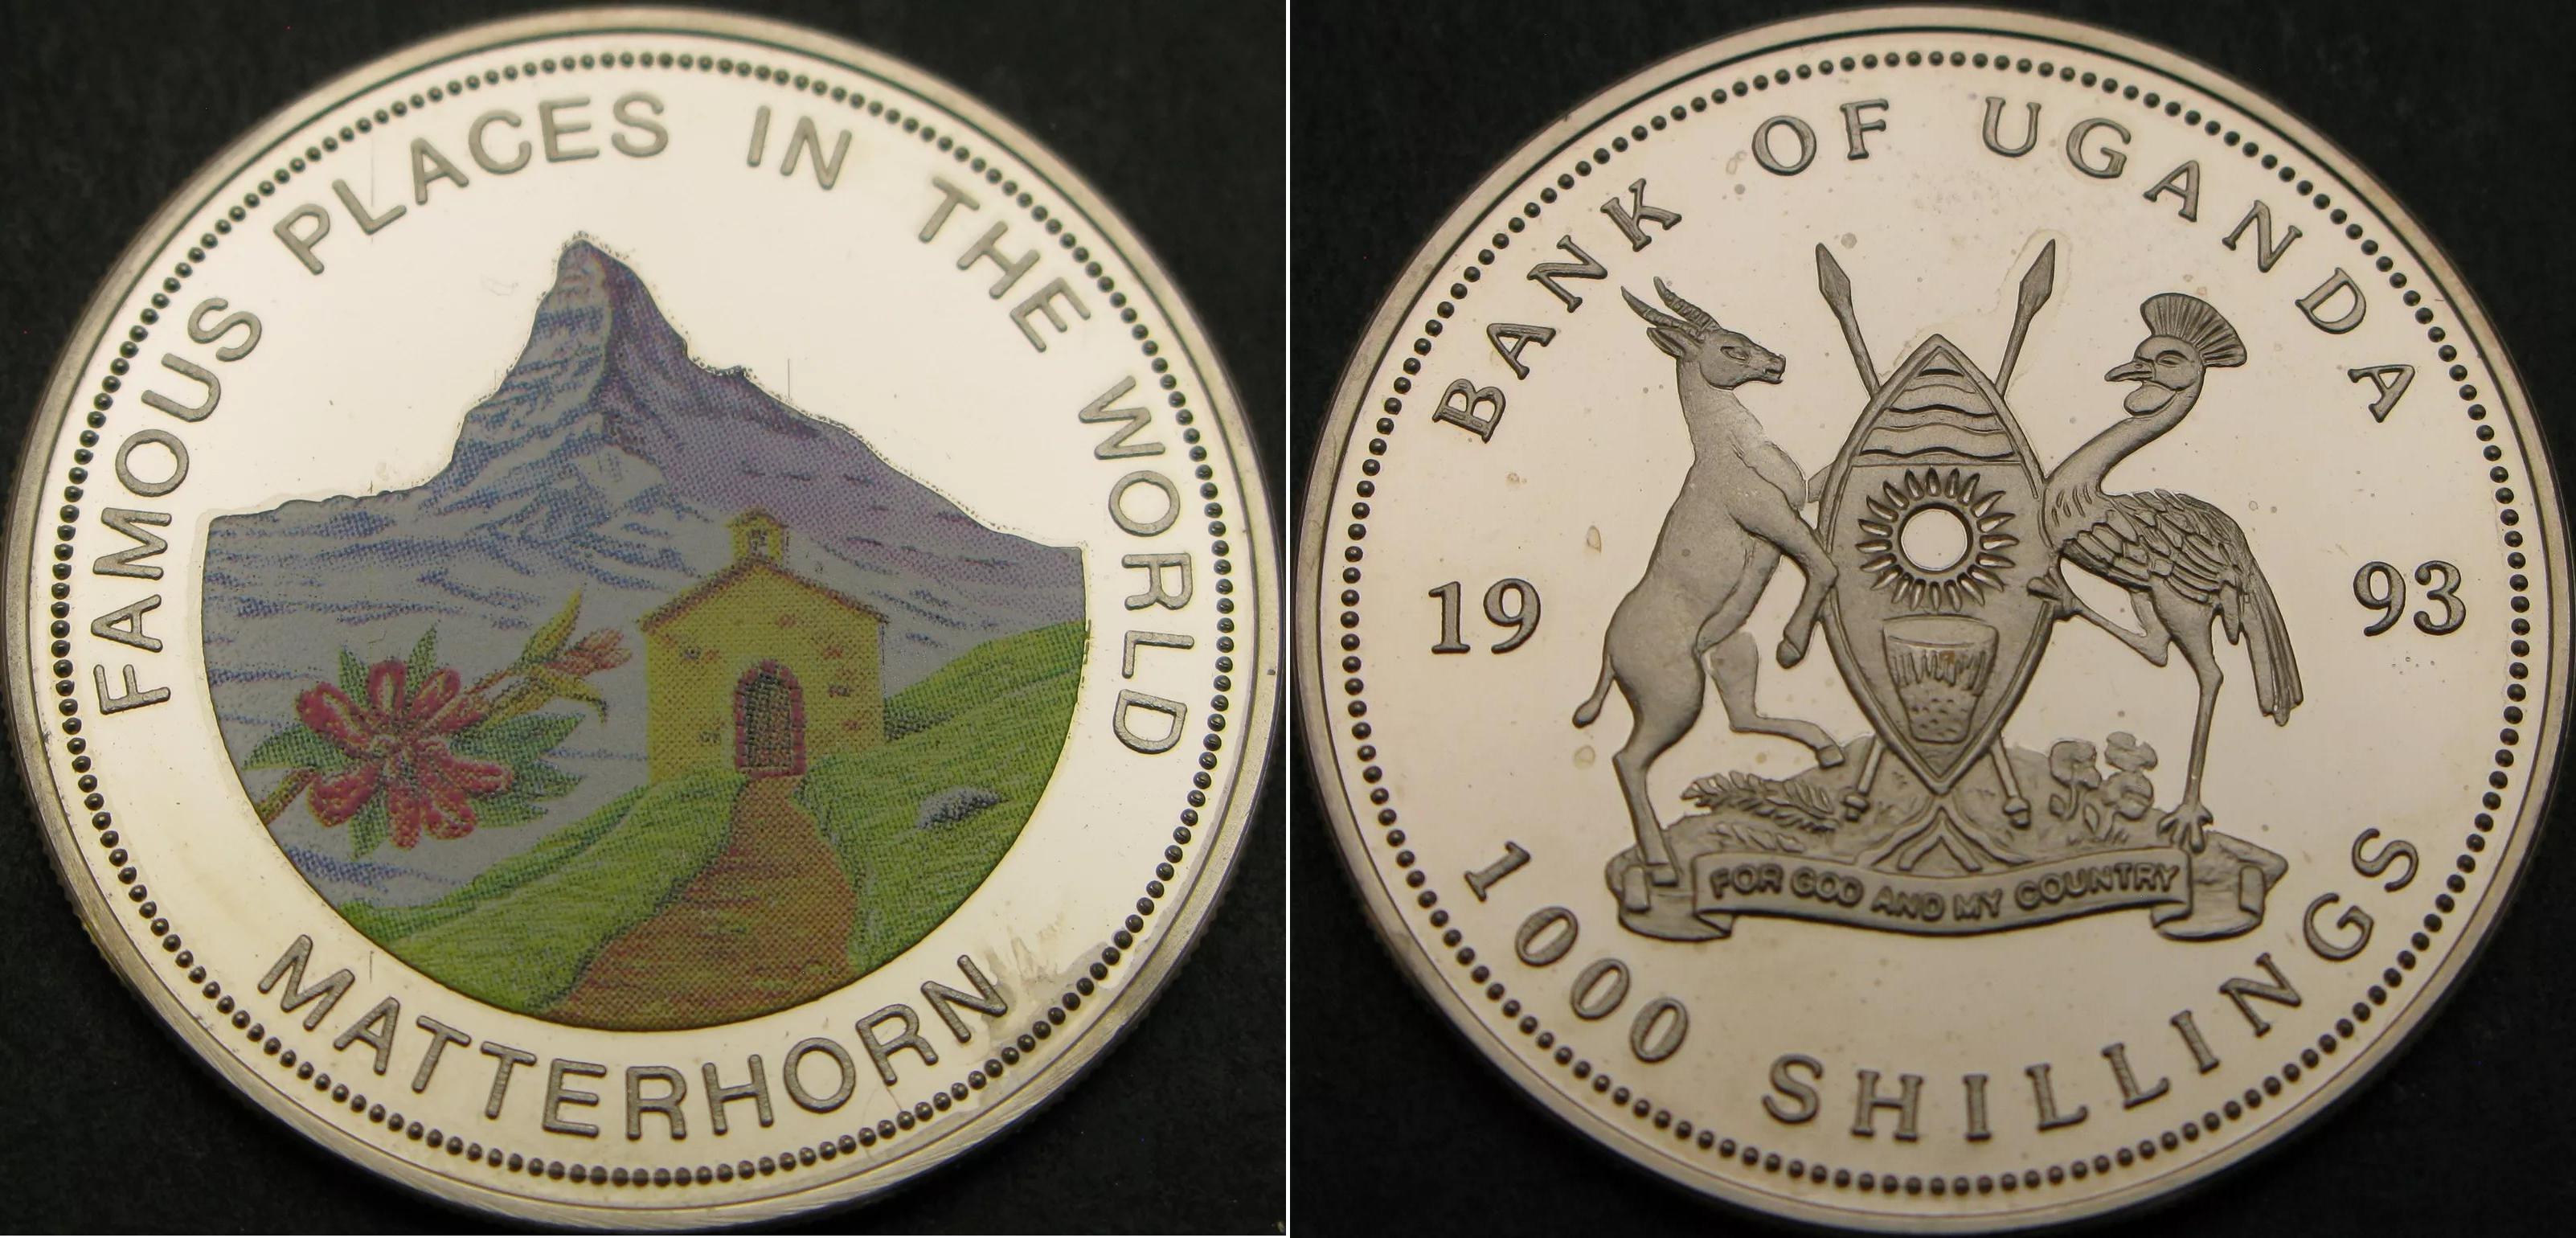 FAMOUS PLACES IN THE WORLD
MATTERHORN
BANK OF UGANDA
19 93
FOR GOD AND MY COUNTRY
1000 SHILLINGS